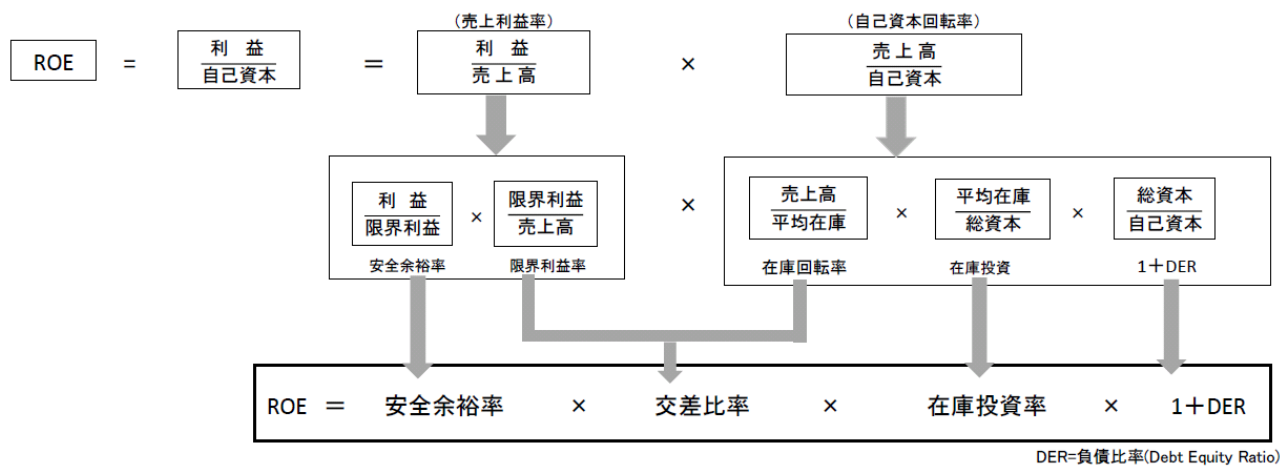 (売上利益率) (自己資本回転率)
ROE = 利 益 = 利 益 × 売上高
自己資本 売上高 自己資本
利 益 × 限界利益 × 売上高 × 平均在庫 × 総資本
限界利益 売上高 平均在庫 総資本 自己資本
安全余裕率 限界利益率 在庫回転率 在庫投資 1+DER
ROE = 安全余裕率 × 交差比率 × 在庫投資率 × 1+DER
DER=負債比率(Debt Equity Ratio)